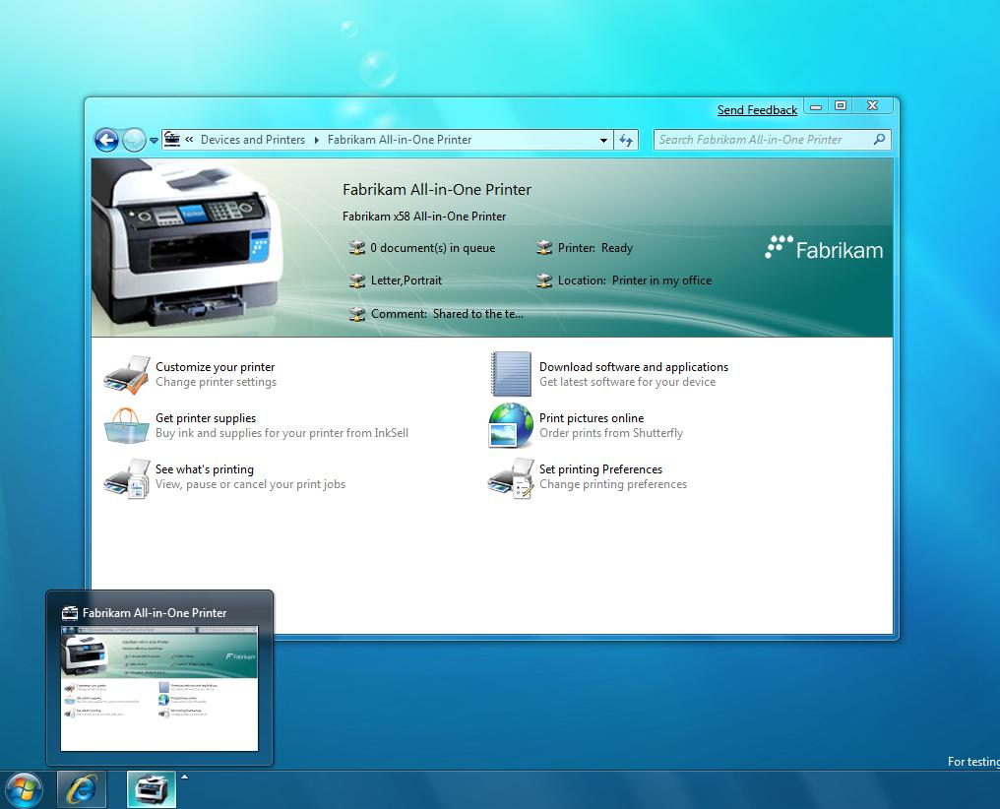 Send Feedback
« Devices and Printers Fabrikam All-in-One Printer
Search Fabrikam All-in-One Printer
Fabrikam All-in-One Printer
Fabrikam x58 All-in-One Printer
0 document(s) in queue
Printer: Ready
Letter,Portrait
Location: Printer in my office
Comment: Shared to the te...
Fabrikam
Fabrikam
Customize your printer
Change printer settings
Download software and applications
Get latest software for your device
Get printer supplies
Buy ink and supplies for your printer from InkSell
Print pictures online
Order prints from Shutterfly
See what's printing
View, pause or cancel your print jobs
Set printing Preferences
Change printing preferences
Fabrikam All-in-One Printer
Fabrikam
For testing